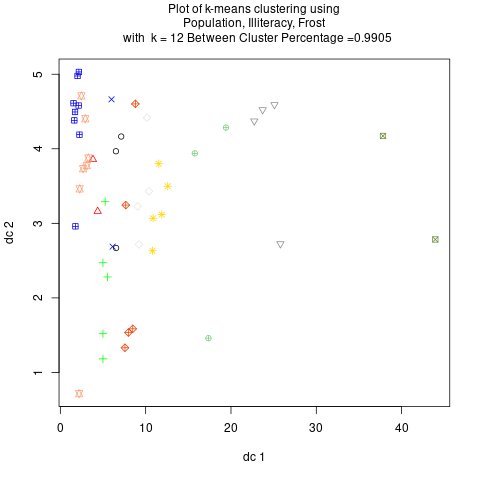 Plot of k-means clustering using
Population, Illiteracy, Frost
with k = 12 Between Cluster Percentage =0.9905
5
4
3
2
1
dc 2
0 10 20 30 40
dc 1